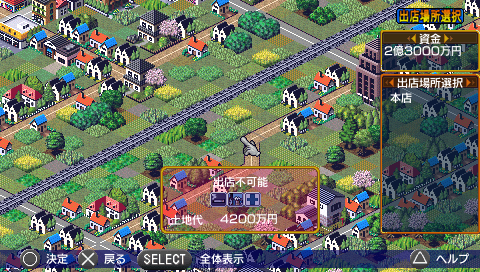 出店場所選択
資金
2億3000万円
出店場所選択
本店
出店不可能
土地代 4200万円
決定 戻る SELECT 全体表示 ヘルプ